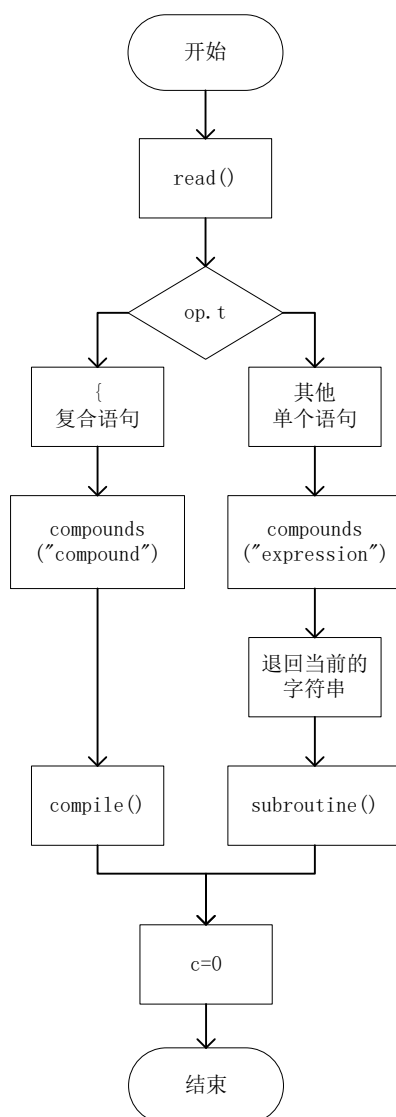 开始
read()
op.t
{
复合语句
其他
单个语句
compounds
("compound")
compounds
("expression")
退回当前的
字符串
compile()
subroutine()
c=0
结束